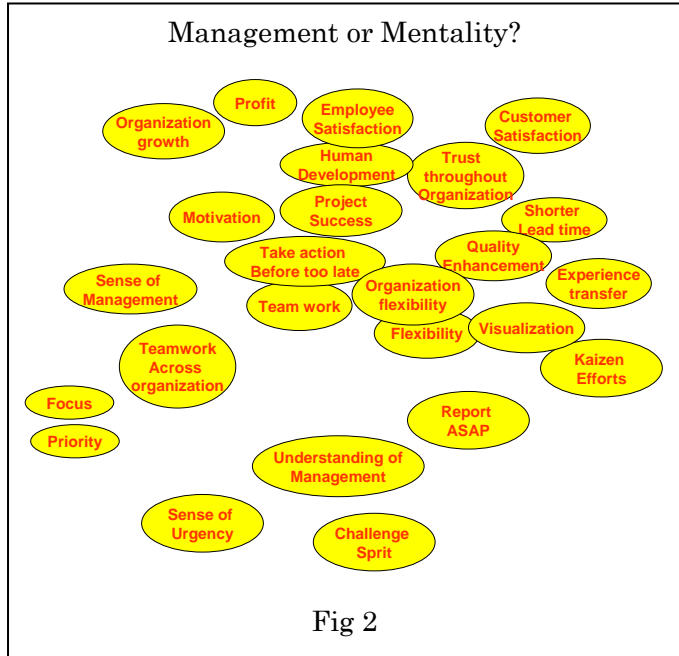 Management or Mentality?
Profit
Organization
growth
Employee
Satisfaction
Customer
Satisfaction
Human
Development
Trust
throughout
Organization
Motivation
Project
Success
Shorter
Lead time
Take action
Before too late
Quality
Enhancement
Sense of
Management
Team work
Organization
flexibility
Experience
transfer
Flexibility
Visualization
Teamwork
Across
organization
Kaizen
Efforts
Focus
Priority
Report
ASAP
Understanding of
Management
Sense of
Urgency
Challenge
Sprit
Fig 2